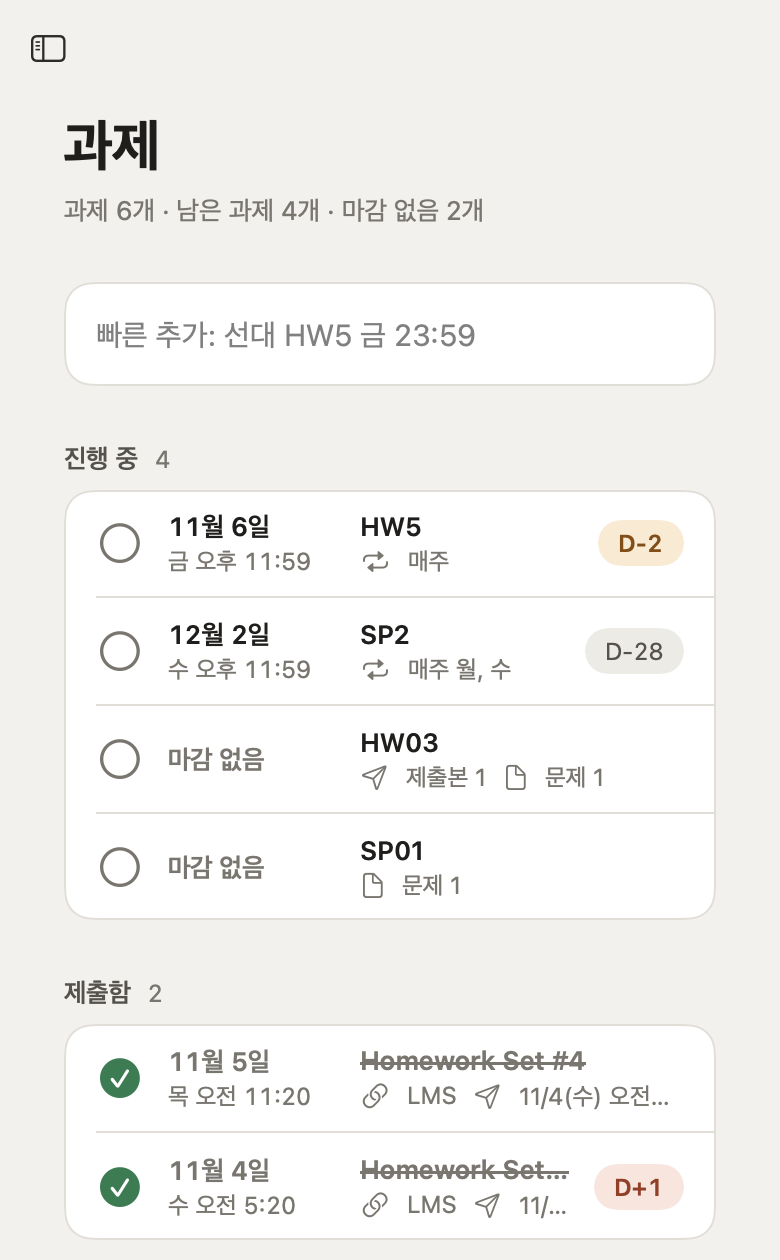 과제
과제 6개 · 남은 과제 4개 · 마감 없음 2개
빠른 추가: 선대 HW5 금 23:59
진행 중 4
11월 6일 HW5 D-2
금 오후 11:59 매주
12월 2일 SP2 D-28
수 오후 11:59 매주 월, 수
마감 없음 HW03
제출본 1 문제 1
마감 없음 SP01
문제 1
제출함 2
11월 5일 Homework Set #4
목 오전 11:20 LMS 11/4(수) 오전...
11월 4일 Homework Set... D+1
수 오전 5:20 LMS 11/...